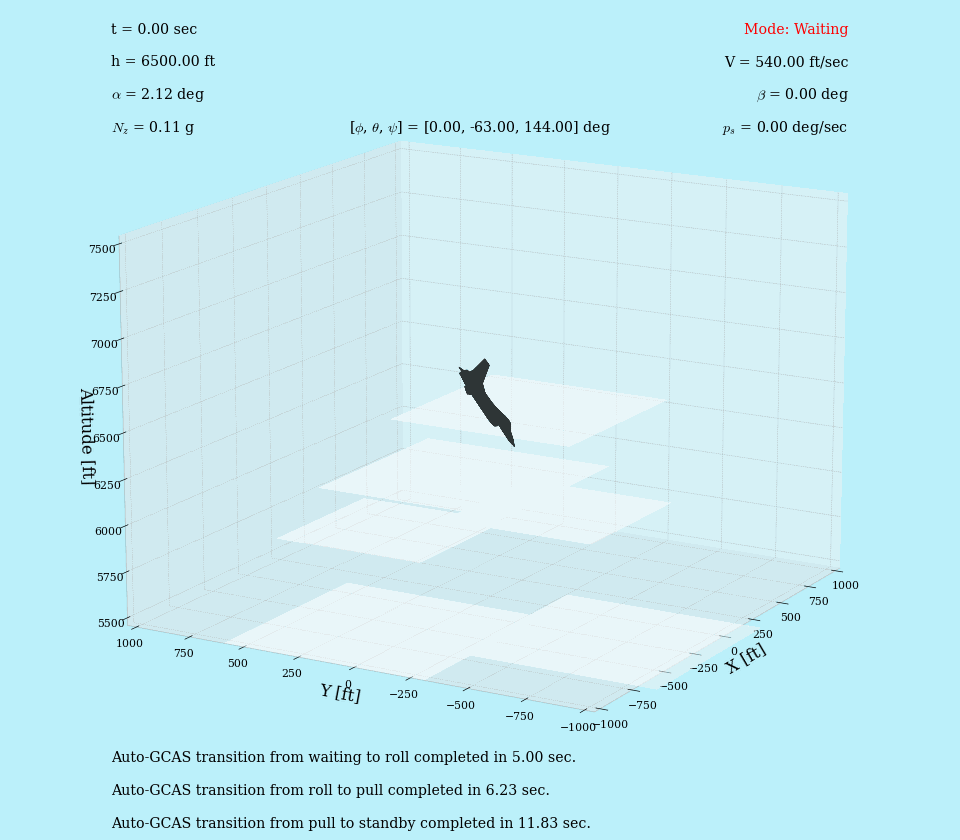 t = 0.00 sec
Mode: Waiting
h = 6500.00 ft
V = 540.00 ft/sec
α = 2.12 deg
β = 0.00 deg
N_z = 0.11 g
[ϕ, θ, ψ] = [0.00, -63.00, 144.00] deg
p_s = 0.00 deg/sec
7500
7250
7000
6750
6500
6250
6000
5750
5500
Altitude [ft]
1000
750
500
250
0
−250
−500
−750
−1000
Y [ft]
1000
750
500
250
0
−250
−500
−750
−1000
X [ft]
Auto-GCAS transition from waiting to roll completed in 5.00 sec.
Auto-GCAS transition from roll to pull completed in 6.23 sec.
Auto-GCAS transition from pull to standby completed in 11.83 sec.